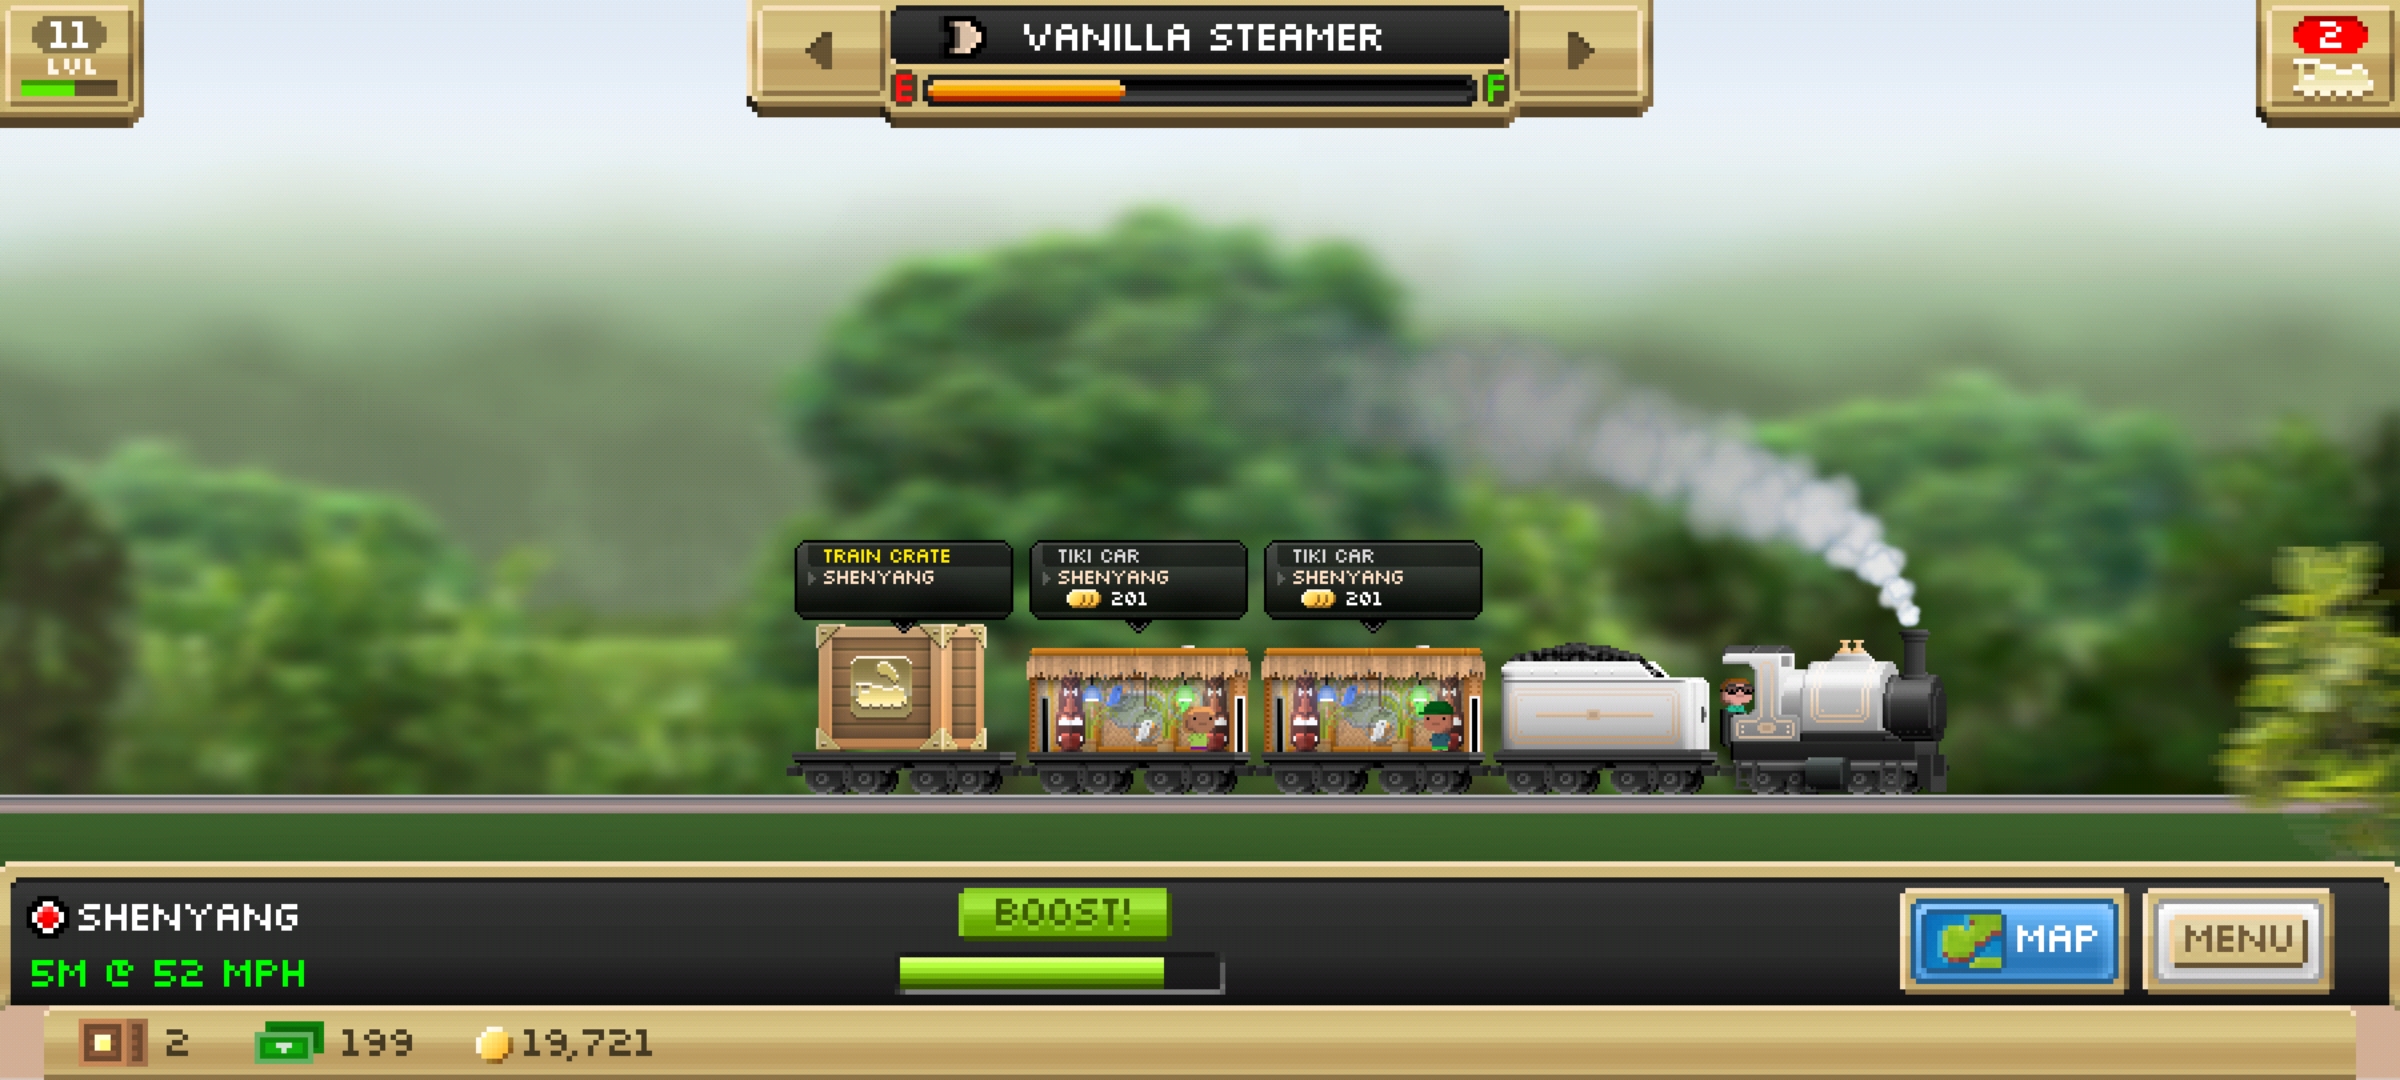 11
LVL
VANILLA STEAMER
E F
2
TRAIN CRATE
SHENYANG
TIKI CAR
SHENYANG
201
TIKI CAR
SHENYANG
201
SHENYANG
5M @ 52 MPH
BOOST!
MAP
MENU
2
199
19,721